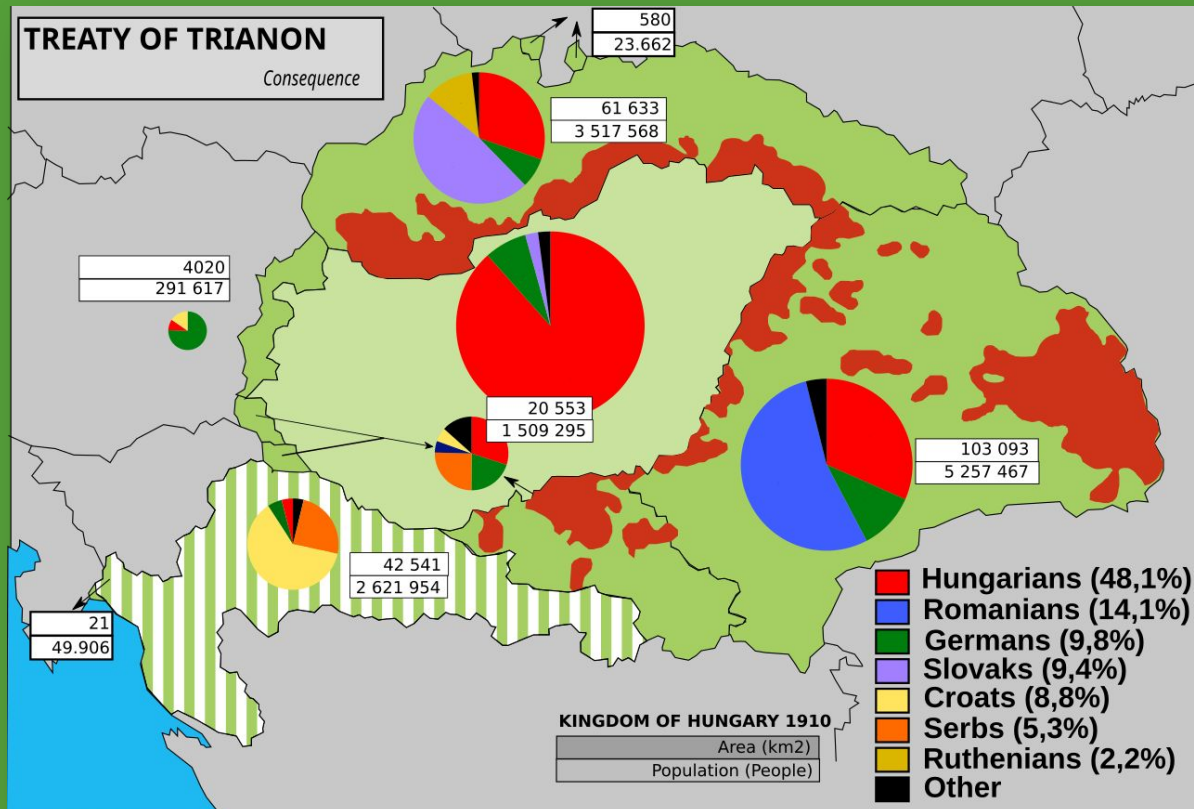 TREATY OF TRIANON
Consequence
580
23.662
61 633
3 517 568
4020
291 617
20 553
1 509 295
103 093
5 257 467
42 541
2 621 954
21
49.906
KINGDOM OF HUNGARY 1910
Area (km2)
Population (People)
Hungarians (48,1%)
Romanians (14,1%)
Germans (9,8%)
Slovaks (9,4%)
Croats (8,8%)
Serbs (5,3%)
Ruthenians (2,2%)
Other